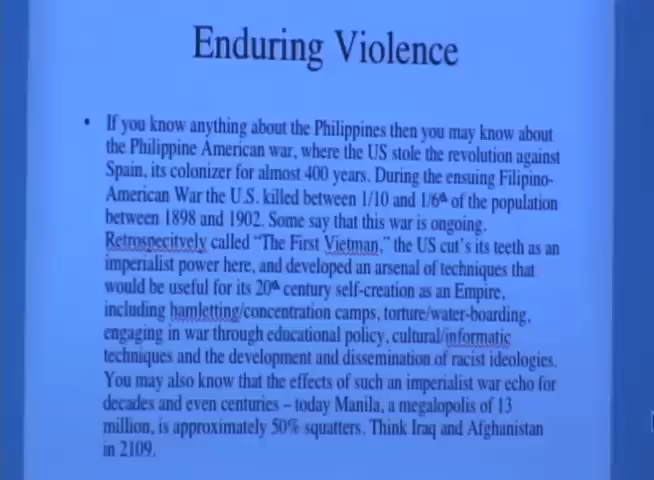 Enduring Violence
• If you know anything about the Philippines then you may know about
the Philippine American war, where the US stole the revolution against
Spain, its colonizer for almost 400 years. During the ensuing Filipino-
American War the U.S. killed between 1/10 and 1/6th of the population
between 1898 and 1902. Some say that this war is ongoing.
Retrospecitvely called “The First Vietman,” the US cut’s its teeth as an
imperialist power here, and developed an arsenal of techniques that
would be useful for its 20th century self-creation as an Empire,
including hamletting/concentration camps, torture/water-boarding,
engaging in war through educational policy, cultural/informatic
techniques and the development and dissemination of racist ideologies.
You may also know that the effects of such an imperialist war echo for
decades and even centuries – today Manila, a megalopolis of 13
million, is approximately 50% squatters. Think Iraq and Afghanistan
in 2109.